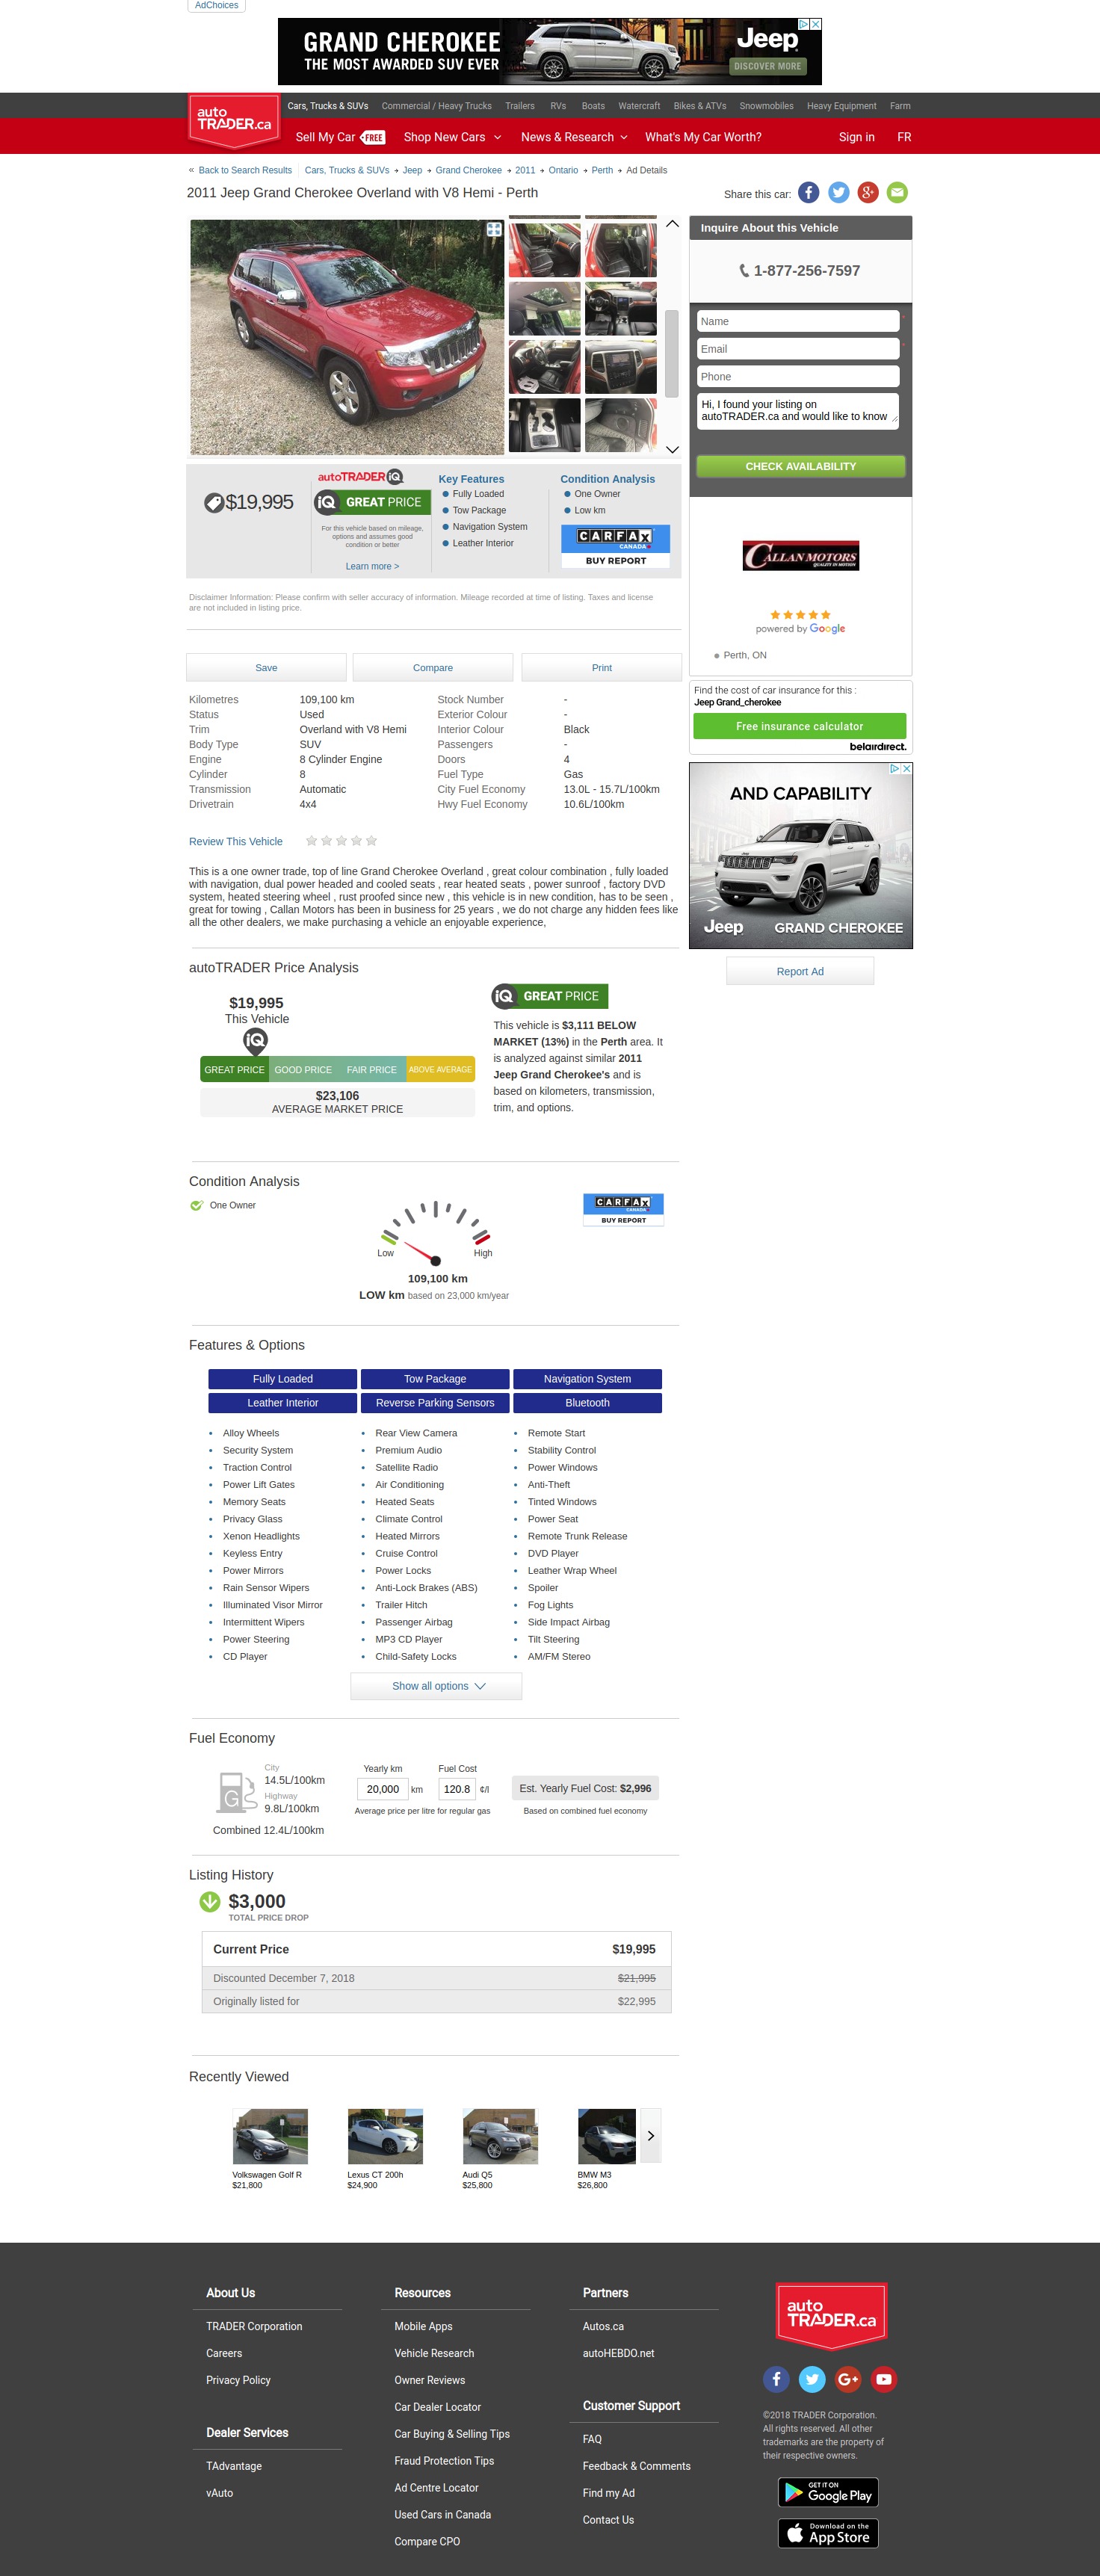 AdChoices
GRAND CHEROKEE
THE MOST AWARDED SUV EVER
Jeep
DISCOVER MORE
auto
TRADER.ca
Cars, Trucks & SUVs Commercial / Heavy Trucks Trailers RVs Boats Watercraft Bikes & ATVs Snowmobiles Heavy Equipment Farm
Sell My Car FREE Shop New Cars News & Research What's My Car Worth? Sign in FR
« Back to Search Results Cars, Trucks & SUVs Jeep Grand Cherokee 2011 Ontario Perth Ad Details
2011 Jeep Grand Cherokee Overland with V8 Hemi - Perth
Share this car:
Inquire About this Vehicle
1-877-256-7597
Name
Email
Phone
Hi, I found your listing on
autoTRADER.ca and would like to know
CHECK AVAILABILITY
$19,995
autoTRADER iQ
iQ GREAT PRICE
For this vehicle based on mileage,
options and assumes good
condition or better
Learn more >
Key Features
Fully Loaded
Tow Package
Navigation System
Leather Interior
Condition Analysis
One Owner
Low km
CARFAX
CANADA
BUY REPORT
CALLAN MOTORS
QUALITY IN MOTION
powered by Google
Perth, ON
Disclaimer Information: Please confirm with seller accuracy of information. Mileage recorded at time of listing. Taxes and license
are not included in listing price.
Save Compare Print
Find the cost of car insurance for this :
Jeep Grand_cherokee
Free insurance calculator
belairdirect.
Kilometres 109,100 km Stock Number -
Status Used Exterior Colour -
Trim Overland with V8 Hemi Interior Colour Black
Body Type SUV Passengers -
Engine 8 Cylinder Engine Doors 4
Cylinder 8 Fuel Type Gas
Transmission Automatic City Fuel Economy 13.0L - 15.7L/100km
Drivetrain 4x4 Hwy Fuel Economy 10.6L/100km
AND CAPABILITY
Jeep GRAND CHEROKEE
Report Ad
Review This Vehicle
This is a one owner trade, top of line Grand Cherokee Overland , great colour combination , fully loaded
with navigation, dual power headed and cooled seats , rear heated seats , power sunroof , factory DVD
system, heated steering wheel , rust proofed since new , this vehicle is in new condition, has to be seen ,
great for towing , Callan Motors has been in business for 25 years , we do not charge any hidden fees like
all the other dealers, we make purchasing a vehicle an enjoyable experience,
autoTRADER Price Analysis
$19,995
This Vehicle
iQ
GREAT PRICE GOOD PRICE FAIR PRICE ABOVE AVERAGE
$23,106
AVERAGE MARKET PRICE
iQ GREAT PRICE
This vehicle is $3,111 BELOW
MARKET (13%) in the Perth area. It
is analyzed against similar 2011
Jeep Grand Cherokee's and is
based on kilometers, transmission,
trim, and options.
Condition Analysis
One Owner
Low High
109,100 km
LOW km based on 23,000 km/year
CARFAX
CANADA
BUY REPORT
Features & Options
Fully Loaded Tow Package Navigation System
Leather Interior Reverse Parking Sensors Bluetooth
Alloy Wheels Rear View Camera Remote Start
Security System Premium Audio Stability Control
Traction Control Satellite Radio Power Windows
Power Lift Gates Air Conditioning Anti-Theft
Memory Seats Heated Seats Tinted Windows
Privacy Glass Climate Control Power Seat
Xenon Headlights Heated Mirrors Remote Trunk Release
Keyless Entry Cruise Control DVD Player
Power Mirrors Power Locks Leather Wrap Wheel
Rain Sensor Wipers Anti-Lock Brakes (ABS) Spoiler
Illuminated Visor Mirror Trailer Hitch Fog Lights
Intermittent Wipers Passenger Airbag Side Impact Airbag
Power Steering MP3 CD Player Tilt Steering
CD Player Child-Safety Locks AM/FM Stereo
Show all options
Fuel Economy
City
14.5L/100km
Highway
9.8L/100km
Combined 12.4L/100km
Yearly km Fuel Cost
20,000 km 120.8 ¢/l
Average price per litre for regular gas
Est. Yearly Fuel Cost: $2,996
Based on combined fuel economy
Listing History
$3,000
TOTAL PRICE DROP
Current Price $19,995
Discounted December 7, 2018 $21,995
Originally listed for $22,995
Recently Viewed
Volkswagen Golf R Lexus CT 200h Audi Q5 BMW M3
$21,800 $24,900 $25,800 $26,800
About Us
TRADER Corporation
Careers
Privacy Policy
Dealer Services
TAdvantage
vAuto
Resources
Mobile Apps
Vehicle Research
Owner Reviews
Car Dealer Locator
Car Buying & Selling Tips
Fraud Protection Tips
Ad Centre Locator
Used Cars in Canada
Compare CPO
Partners
Autos.ca
autoHEBDO.net
Customer Support
FAQ
Feedback & Comments
Find my Ad
Contact Us
auto
TRADER.ca
©2018 TRADER Corporation.
All rights reserved. All other
trademarks are the property of
their respective owners.
GET IT ON
Google Play
Download on the
App Store